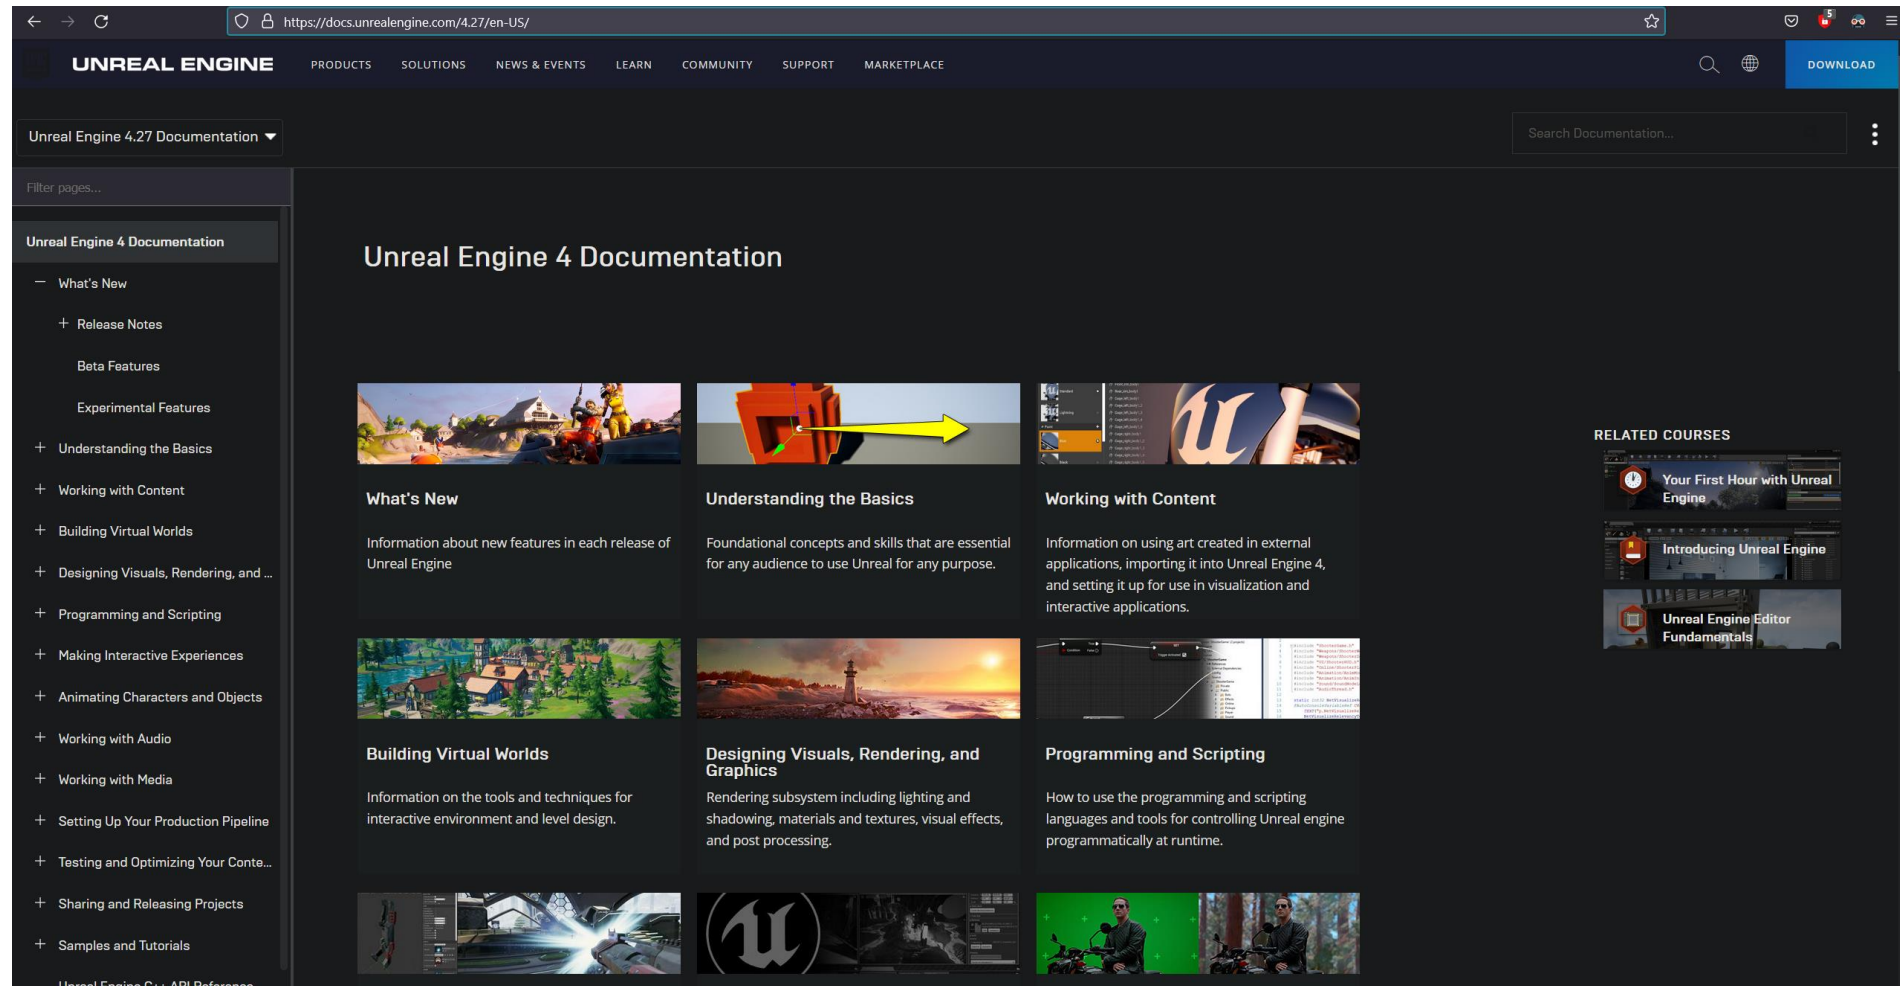 https://docs.unrealengine.com/4.27/en-US/
5
UNREAL ENGINE
PRODUCTS
SOLUTIONS
NEWS & EVENTS
LEARN
COMMUNITY
SUPPORT
MARKETPLACE
DOWNLOAD
Unreal Engine 4.27 Documentation
Search Documentation...
Filter pages...
Unreal Engine 4 Documentation
What's New
Release Notes
Beta Features
Experimental Features
Understanding the Basics
Working with Content
Building Virtual Worlds
Designing Visuals, Rendering, and ...
Programming and Scripting
Making Interactive Experiences
Animating Characters and Objects
Working with Audio
Working with Media
Setting Up Your Production Pipeline
Testing and Optimizing Your Conte...
Sharing and Releasing Projects
Samples and Tutorials
Unreal Engine C++ API Reference
Unreal Engine 4 Documentation
What's New
Information about new features in each release of
Unreal Engine
Understanding the Basics
Foundational concepts and skills that are essential
for any audience to use Unreal for any purpose.
Working with Content
Information on using art created in external
applications, importing it into Unreal Engine 4,
and setting it up for use in visualization and
interactive applications.
Building Virtual Worlds
Information on the tools and techniques for
interactive environment and level design.
Designing Visuals, Rendering, and
Graphics
Rendering subsystem including lighting and
shadowing, materials and textures, visual effects,
and post processing.
Programming and Scripting
How to use the programming and scripting
languages and tools for controlling Unreal engine
programmatically at runtime.
RELATED COURSES
Your First Hour with Unreal
Engine
Introducing Unreal Engine
Unreal Engine Editor
Fundamentals